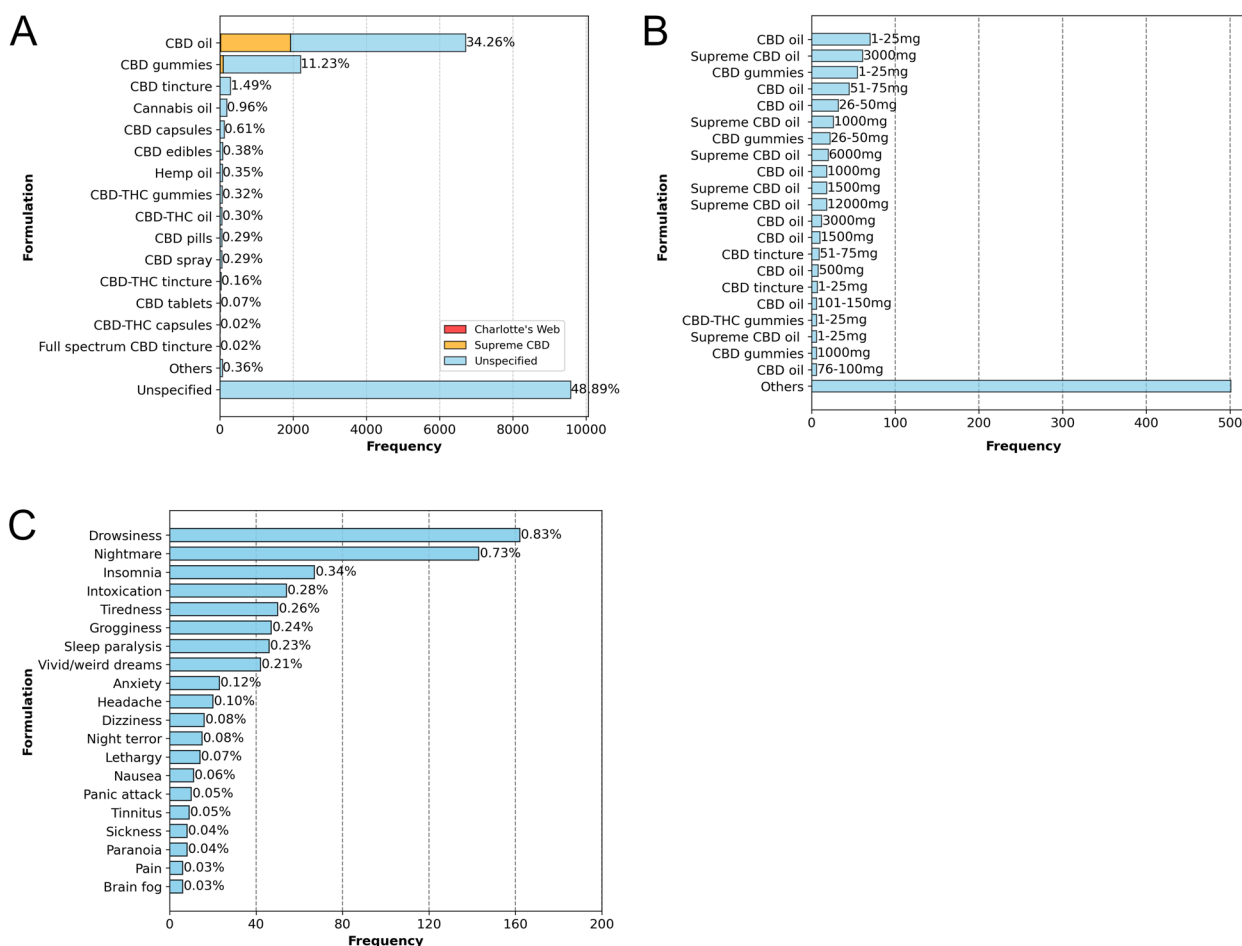 A
Formulation
CBD oil 34.26%
CBD gummies 11.23%
CBD tincture 1.49%
Cannabis oil 0.96%
CBD capsules 0.61%
CBD edibles 0.38%
Hemp oil 0.35%
CBD-THC gummies 0.32%
CBD-THC oil 0.30%
CBD pills 0.29%
CBD spray 0.29%
CBD-THC tincture 0.16%
CBD tablets 0.07%
CBD-THC capsules 0.02%
Full spectrum CBD tincture 0.02%
Others 0.36%
Unspecified 48.89%
Charlotte's Web
Supreme CBD
Unspecified
0 2000 4000 6000 8000 10000
Frequency
B
Formulation
CBD oil 1-25mg
Supreme CBD oil 3000mg
CBD gummies 1-25mg
CBD oil 51-75mg
CBD oil 26-50mg
Supreme CBD oil 1000mg
CBD gummies 26-50mg
Supreme CBD oil 6000mg
CBD oil 1000mg
Supreme CBD oil 1500mg
Supreme CBD oil 12000mg
CBD oil 3000mg
CBD oil 1500mg
CBD tincture 51-75mg
CBD oil 500mg
CBD tincture 1-25mg
CBD oil 101-150mg
CBD-THC gummies 1-25mg
Supreme CBD oil 1-25mg
CBD gummies 1000mg
CBD oil 76-100mg
Others
0 100 200 300 400 500
Frequency
C
Formulation
Drowsiness 0.83%
Nightmare 0.73%
Insomnia 0.34%
Intoxication 0.28%
Tiredness 0.26%
Grogginess 0.24%
Sleep paralysis 0.23%
Vivid/weird dreams 0.21%
Anxiety 0.12%
Headache 0.10%
Dizziness 0.08%
Night terror 0.08%
Lethargy 0.07%
Nausea 0.06%
Panic attack 0.05%
Tinnitus 0.05%
Sickness 0.04%
Paranoia 0.04%
Pain 0.03%
Brain fog 0.03%
0 40 80 120 160 200
Frequency